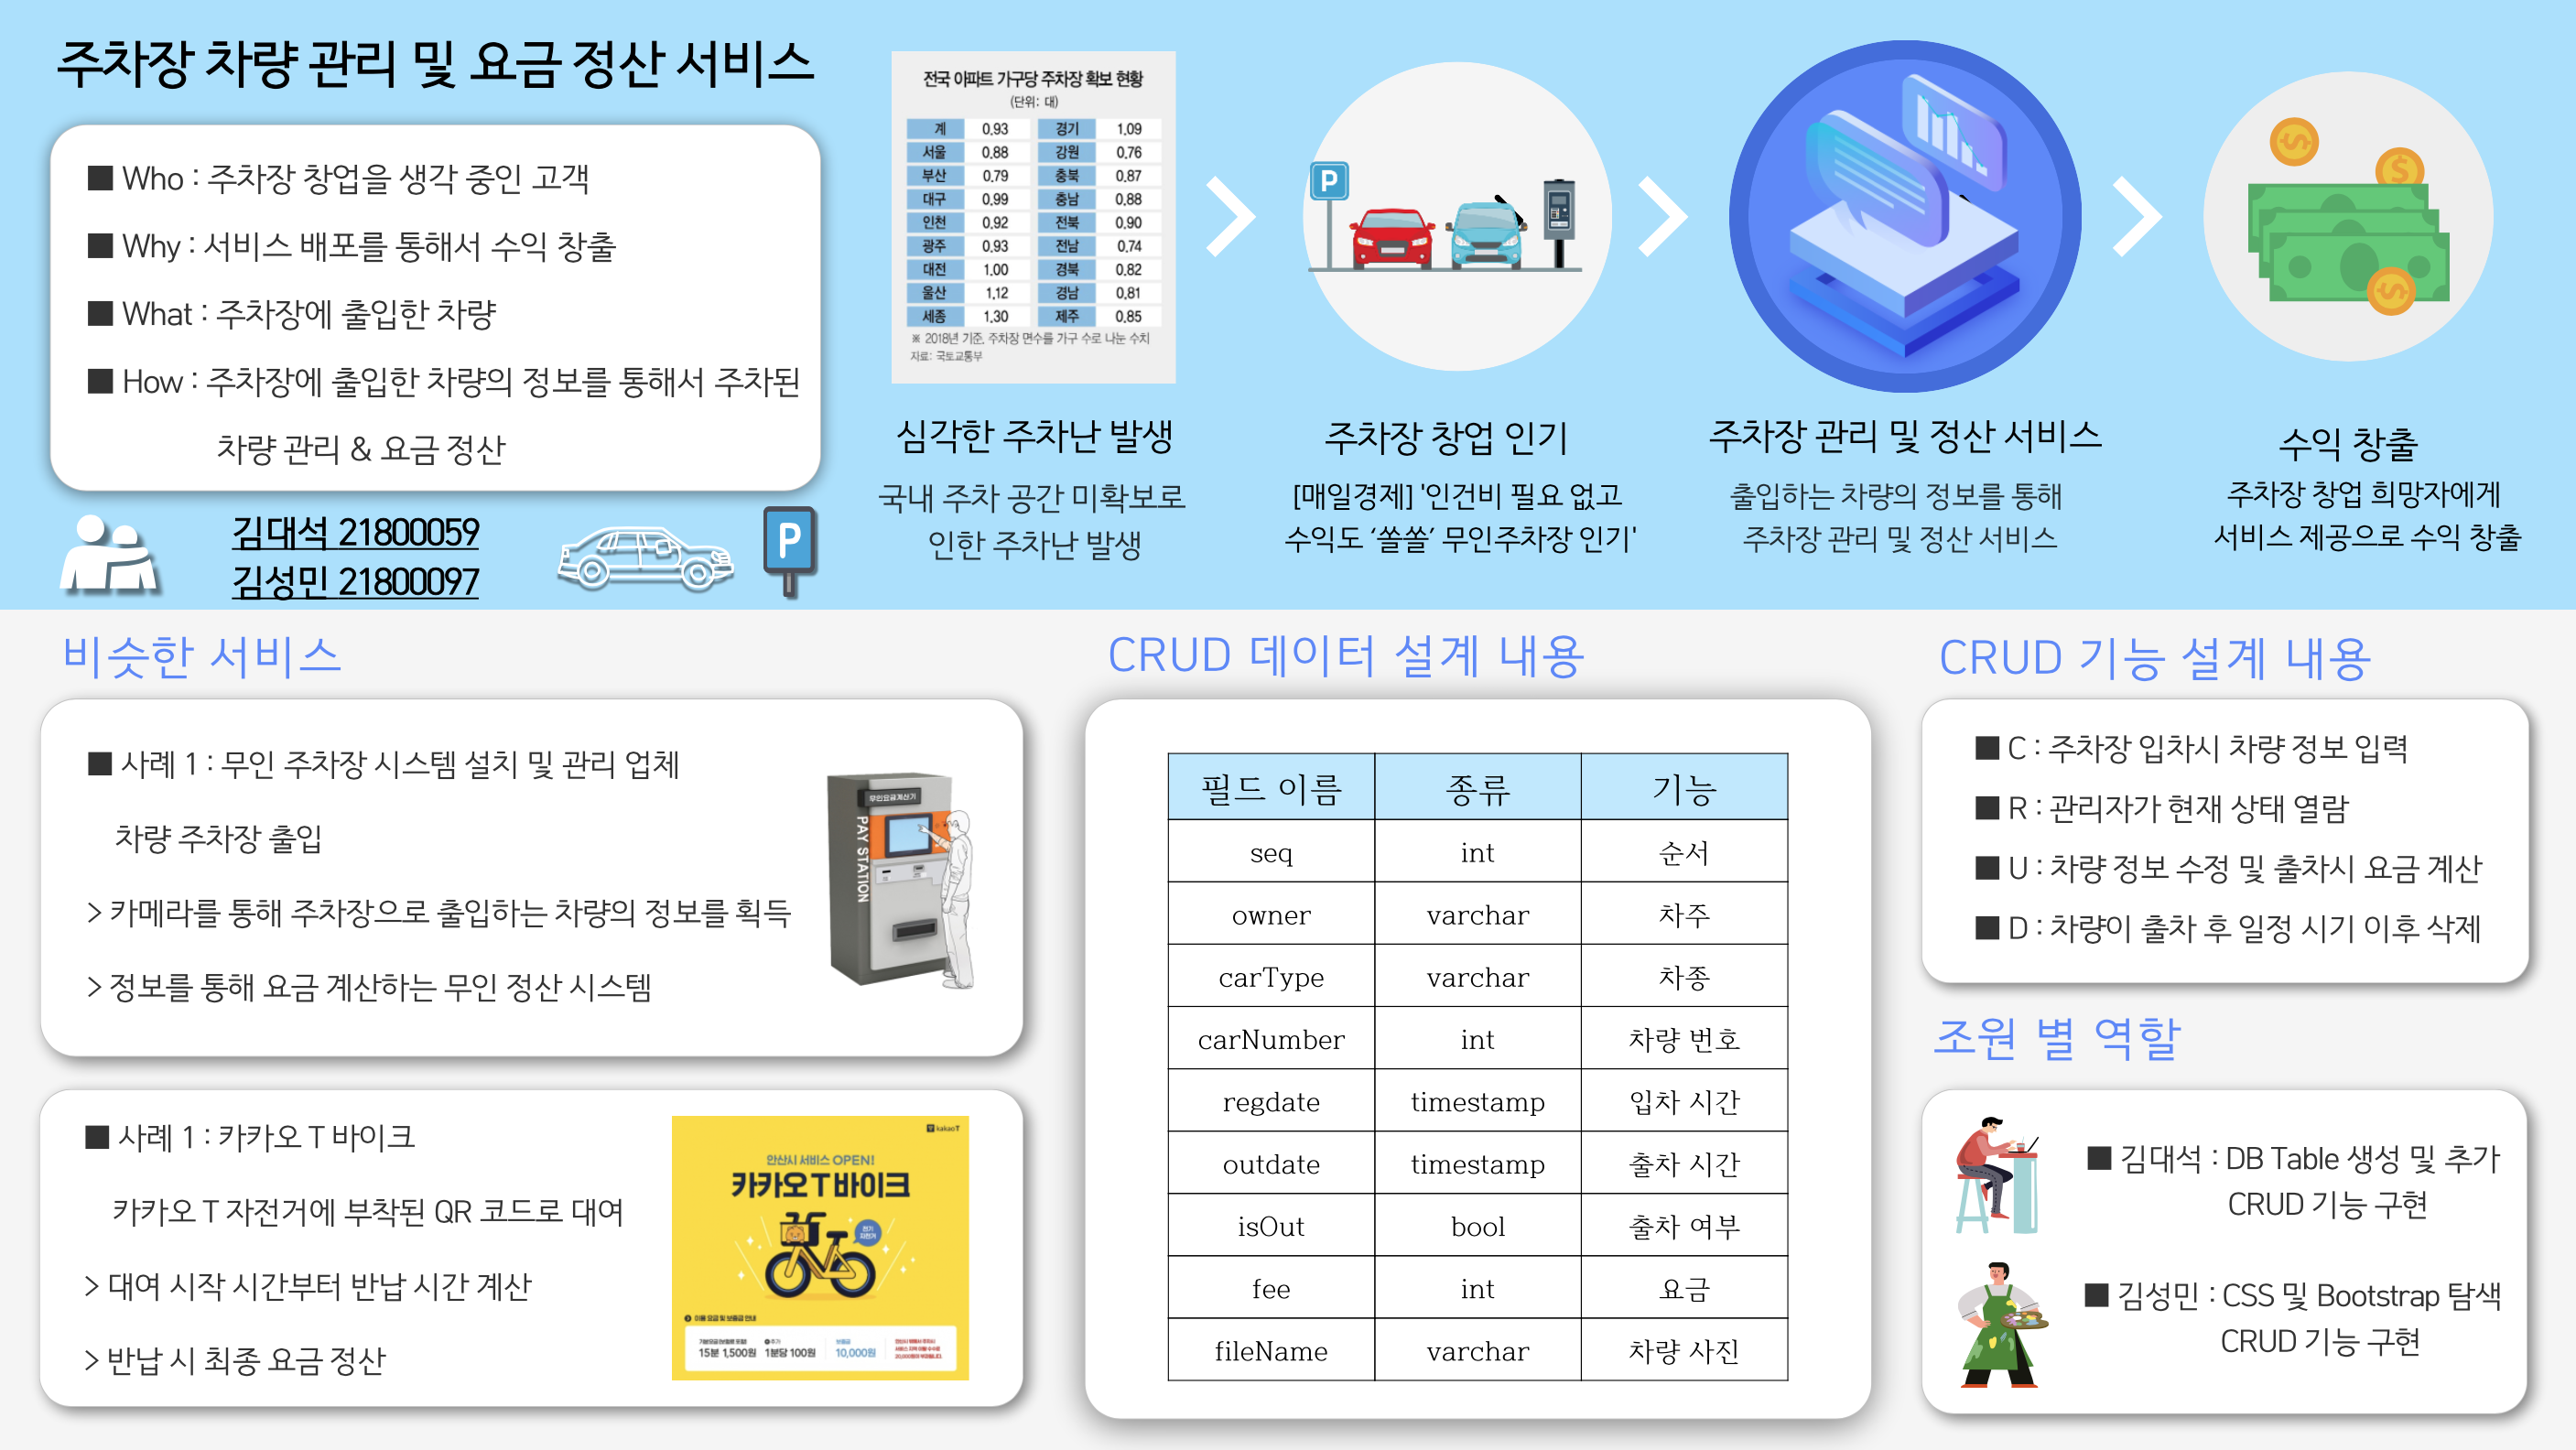 주차장 차량 관리 및 요금 정산 서비스
■ Who : 주차장 창업을 생각 중인 고객
■ Why : 서비스 배포를 통해서 수익 창출
■ What : 주차장에 출입한 차량
■ How : 주차장에 출입한 차량의 정보를 통해서 주차된
차량 관리 & 요금 정산
김대석 21800059
김성민 21800097
P
전국 아파트 가구당 주차장 확보 현황
(단위: 대)
계 0.93 경기 1.09
서울 0.88 강원 0.76
부산 0.79 충북 0.87
대구 0.99 충남 0.88
인천 0.92 전북 0.90
광주 0.93 전남 0.74
대전 1.00 경북 0.82
울산 1.12 경남 0.81
세종 1.30 제주 0.85
※ 2018년 기준, 주차장 면수를 가구 수로 나눈 수치
자료: 국토교통부
심각한 주차난 발생
국내 주차 공간 미확보로
인한 주차난 발생
P
주차장 창업 인기
[매일경제] '인건비 필요 없고
수익도 ‘쏠쏠’ 무인주차장 인기'
주차장 관리 및 정산 서비스
출입하는 차량의 정보를 통해
주차장 관리 및 정산 서비스
수익 창출
주차장 창업 희망자에게
서비스 제공으로 수익 창출
비슷한 서비스
■ 사례 1 : 무인 주차장 시스템 설치 및 관리 업체
차량 주차장 출입
> 카메라를 통해 주차장으로 출입하는 차량의 정보를 획득
> 정보를 통해 요금 계산하는 무인 정산 시스템
무인요금계산기
PAY STATION
■ 사례 1 : 카카오 T 바이크
카카오 T 자전거에 부착된 QR 코드로 대여
> 대여 시작 시간부터 반납 시간 계산
> 반납 시 최종 요금 정산
kakao T
안산시 서비스 OPEN!
카카오 T 바이크
전기
자전거
이용 요금 및 보증금 안내
추가
보증금
15분 1,500원 1분당 100원 10,000원
CRUD 데이터 설계 내용
필드 이름 종류 기능
seq int 순서
owner varchar 차주
carType varchar 차종
carNumber int 차량 번호
regdate timestamp 입차 시간
outdate timestamp 출차 시간
isOut bool 출차 여부
fee int 요금
fileName varchar 차량 사진
CRUD 기능 설계 내용
■ C : 주차장 입차시 차량 정보 입력
■ R : 관리자가 현재 상태 열람
■ U : 차량 정보 수정 및 출차시 요금 계산
■ D : 차량이 출차 후 일정 시기 이후 삭제
조원 별 역할
■ 김대석 : DB Table 생성 및 추가
CRUD 기능 구현
■ 김성민 : CSS 및 Bootstrap 탐색
CRUD 기능 구현